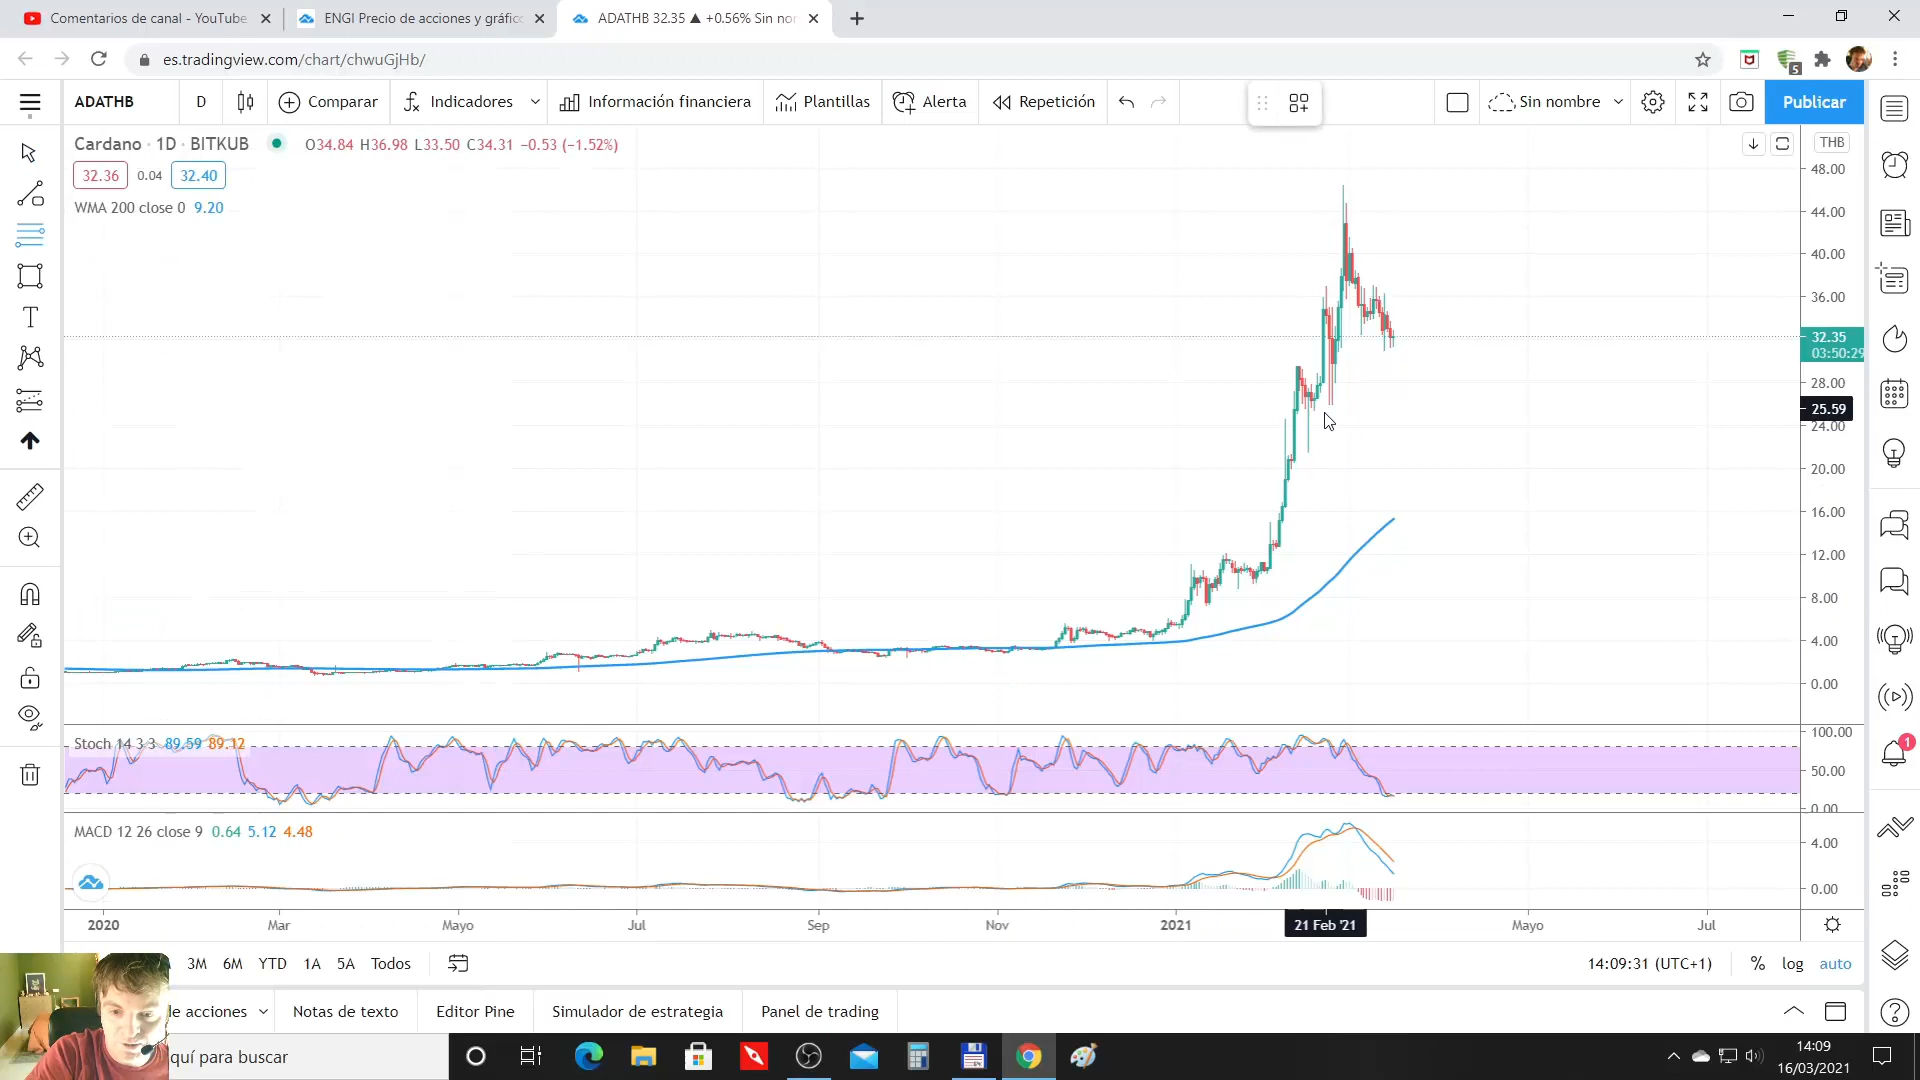 Comentarios de canal - YouTube
ENGI Precio de acciones y gráfic
ADATHB 32.35 ▲ +0.56% Sin nor
es.tradingview.com/chart/chwuGjHb/
5
ADATHB
D
Comparar
Indicadores
Información financiera
Plantillas
Alerta
Repetición
Sin nombre
Publicar
Cardano · 1D · BITKUB
O34.84 H36.98 L33.50 C34.31 −0.53 (−1.52%)
THB
32.36
0.04
32.40
WMA 200 close 0 9.20
48.00
44.00
40.00
36.00
32.35
03:50:29
28.00
25.59
24.00
20.00
16.00
12.00
8.00
4.00
0.00
Stoch 14 3 3 89.59 89.12
100.00
50.00
0.00
MACD 12 26 close 9 0.64 5.12 4.48
4.00
0.00
1
2020
Mar
Mayo
Jul
Sep
Nov
2021
21 Feb '21
Mayo
Jul
3M
6M
YTD
1A
5A
Todos
14:09:31 (UTC+1)
%
log
auto
de acciones
Notas de texto
Editor Pine
Simulador de estrategia
Panel de trading
quí para buscar
14:09
16/03/2021